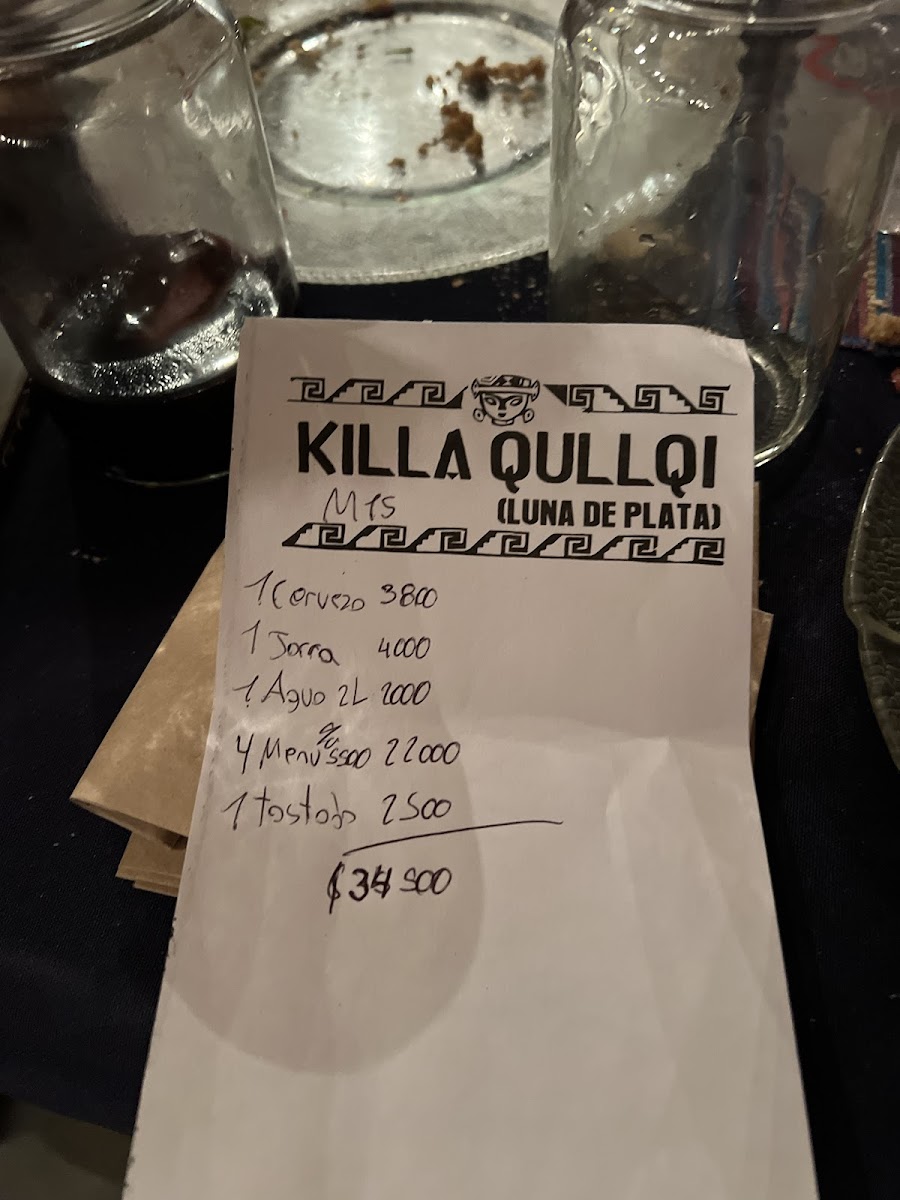 KILLA QULLQI
M15 (LUNA DE PLATA)
1 Cerveza 3800
1 Jarra 4000
1 Agua 2L 2000
4 Menu % 5500 22000
1 tostado 2500
$34500